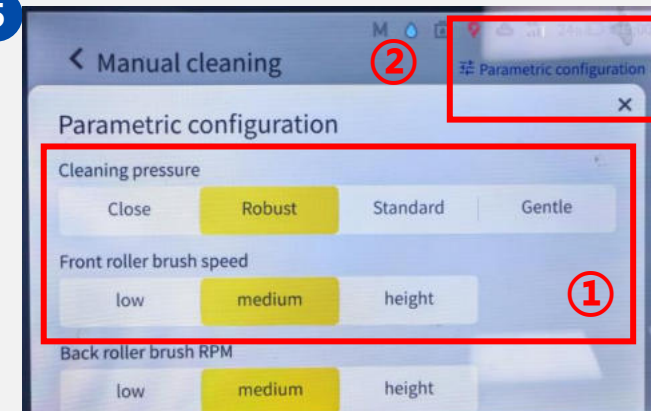 5
M
Manual cleaning
②
Parametric configuration
Parametric configuration
Cleaning pressure
Close Robust Standard Gentle
Front roller brush speed
low medium height
①
Back roller brush RPM
low medium height